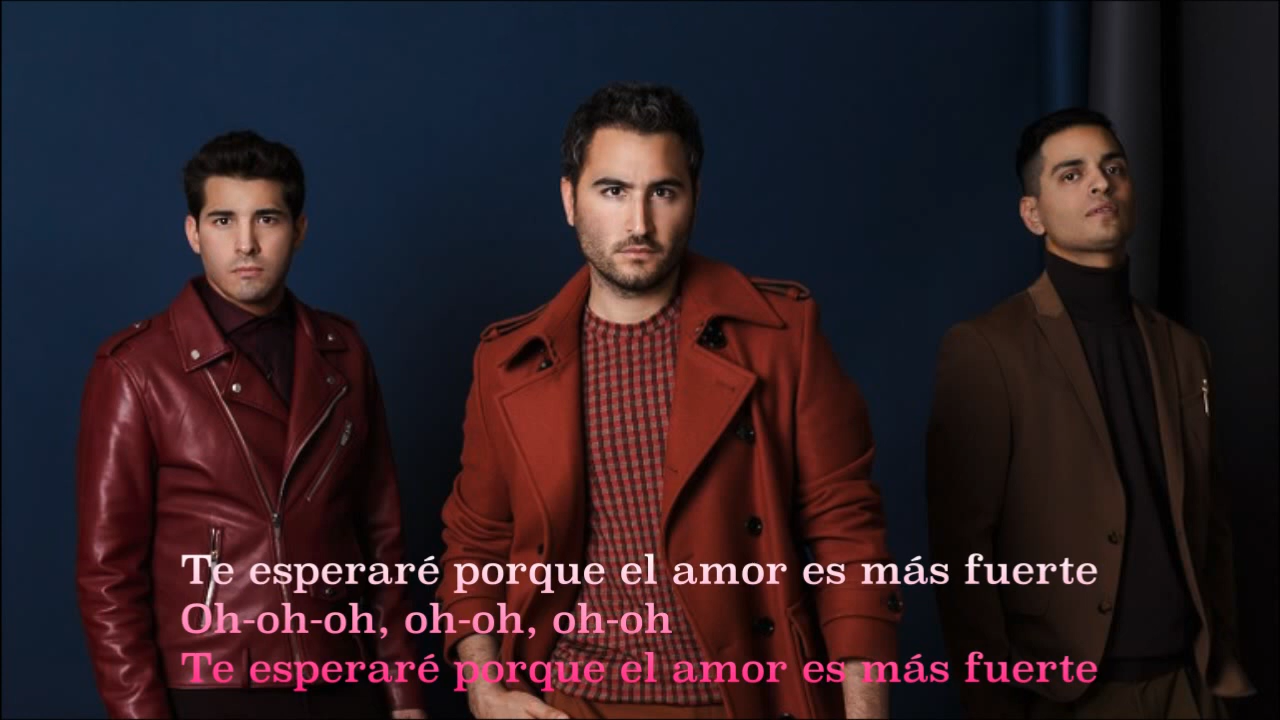 Te esperaré porque el amor es más fuerte
Oh-oh-oh, oh-oh, oh-oh
Te esperaré porque el amor es más fuerte